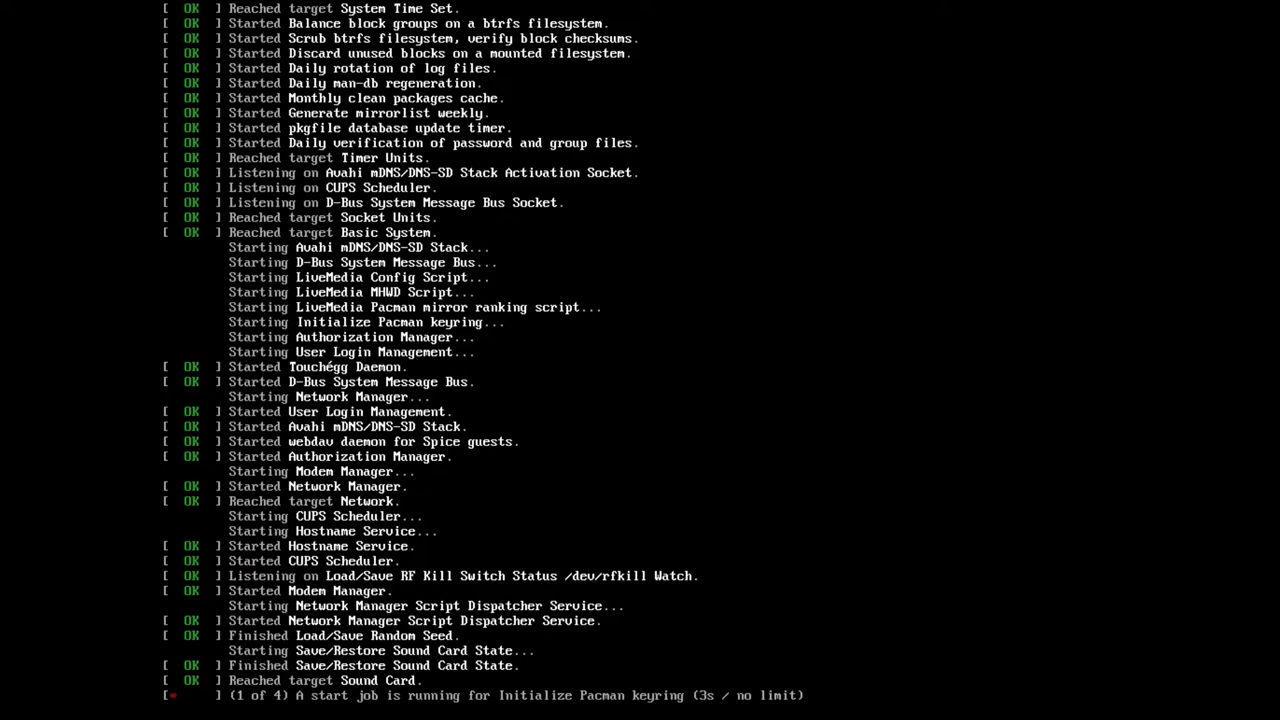 [  OK  ] Reached target System Time Set.
[  OK  ] Started Balance block groups on a btrfs filesystem.
[  OK  ] Started Scrub btrfs filesystem, verify block checksums.
[  OK  ] Started Discard unused blocks on a mounted filesystem.
[  OK  ] Started Daily rotation of log files.
[  OK  ] Started Daily man-db regeneration.
[  OK  ] Started Monthly clean packages cache.
[  OK  ] Started Generate mirrorlist weekly.
[  OK  ] Started pkgfile database update timer.
[  OK  ] Started Daily verification of password and group files.
[  OK  ] Reached target Timer Units.
[  OK  ] Listening on Avahi mDNS/DNS-SD Stack Activation Socket.
[  OK  ] Listening on CUPS Scheduler.
[  OK  ] Listening on D-Bus System Message Bus Socket.
[  OK  ] Reached target Socket Units.
[  OK  ] Reached target Basic System.
Starting Avahi mDNS/DNS-SD Stack...
Starting D-Bus System Message Bus...
Starting LiveMedia Config Script...
Starting LiveMedia MHWD Script...
Starting LiveMedia Pacman mirror ranking script...
Starting Initialize Pacman keyring...
Starting Authorization Manager...
Starting User Login Management...
[  OK  ] Started Touchégg Daemon.
[  OK  ] Started D-Bus System Message Bus.
Starting Network Manager...
[  OK  ] Started User Login Management.
[  OK  ] Started Avahi mDNS/DNS-SD Stack.
[  OK  ] Started webdav daemon for Spice guests.
[  OK  ] Started Authorization Manager.
Starting Modem Manager...
[  OK  ] Started Network Manager.
[  OK  ] Reached target Network.
Starting CUPS Scheduler...
Starting Hostname Service...
[  OK  ] Started Hostname Service.
[  OK  ] Started CUPS Scheduler.
[  OK  ] Listening on Load/Save RF Kill Switch Status /dev/rfkill Watch.
[  OK  ] Started Modem Manager.
Starting Network Manager Script Dispatcher Service...
[  OK  ] Started Network Manager Script Dispatcher Service.
[  OK  ] Finished Load/Save Random Seed.
Starting Save/Restore Sound Card State...
[  OK  ] Finished Save/Restore Sound Card State.
[  OK  ] Reached target Sound Card.
[*     ] (1 of 4) A start job is running for Initialize Pacman keyring (3s / no limit)